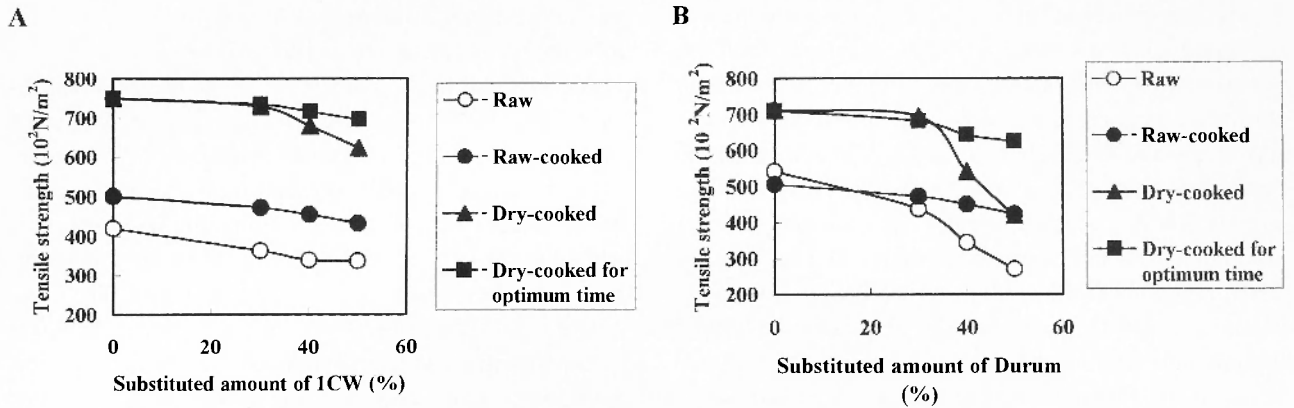 A
Tensile strength (10²N/m²)
800
700
600
500
400
300
200
0
20
40
60
Substituted amount of 1CW (%)
Raw
Raw-cooked
Dry-cooked
Dry-cooked for
optimum time
B
Tensile strength (10⁻²N/m²)
800
700
600
500
400
300
200
0
20
40
60
Substituted amount of Durum
(%)
Raw
Raw-cooked
Dry-cooked
Dry-cooked for
optimum time